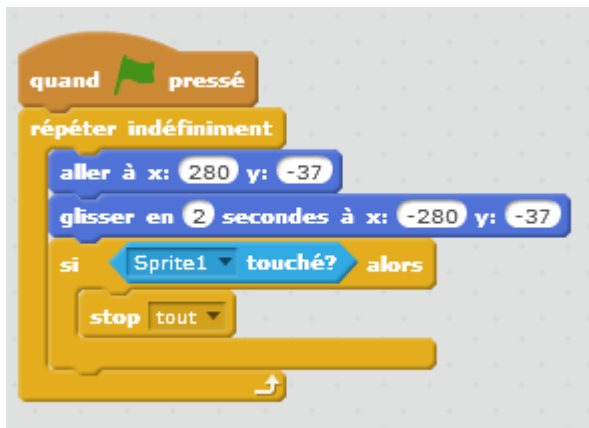 quand pressé
répéter indéfiniment
aller à x: 280 y: -37
glisser en 2 secondes à x: -280 y: -37
si Sprite1 touché? alors
stop tout